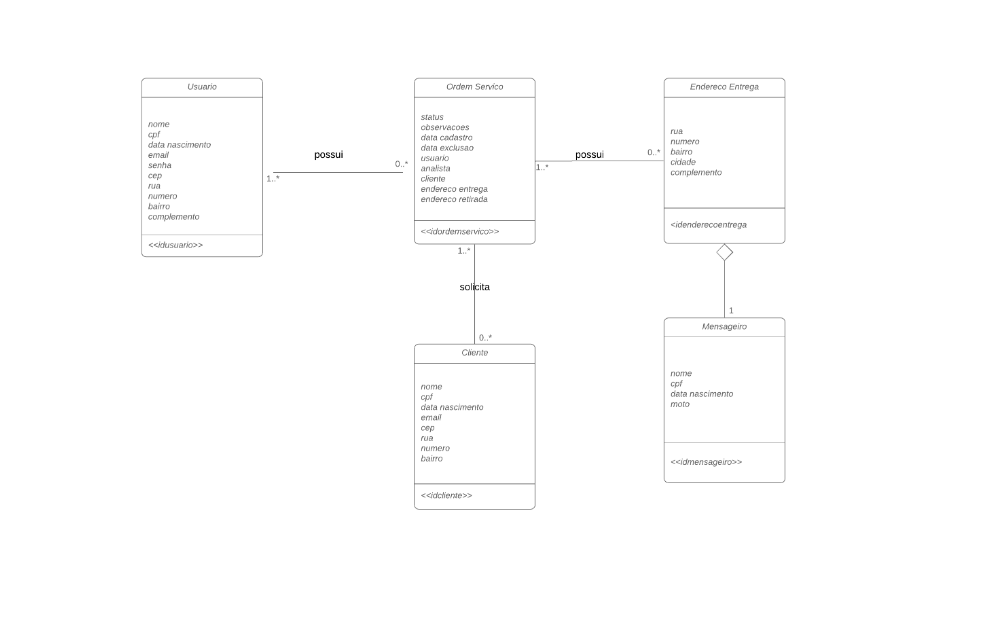 Usuario
nome
cpf
data nascimento
email
senha
cep
rua
numero
bairro
complemento
<<idusuario>>
possui
1..*
0..*
Ordem Servico
status
observacoes
data cadastro
data exclusao
usuario
analista
cliente
endereco entrega
endereco retirada
<<idordemservico>>
possui
1..*
0..*
Endereco Entrega
rua
numero
bairro
cidade
complemento
<idenderecoentrega
1..*
solicita
0..*
Cliente
nome
cpf
data nascimento
email
cep
rua
numero
bairro
<<idcliente>>
1
Mensageiro
nome
cpf
data nascimento
moto
<<idmensageiro>>